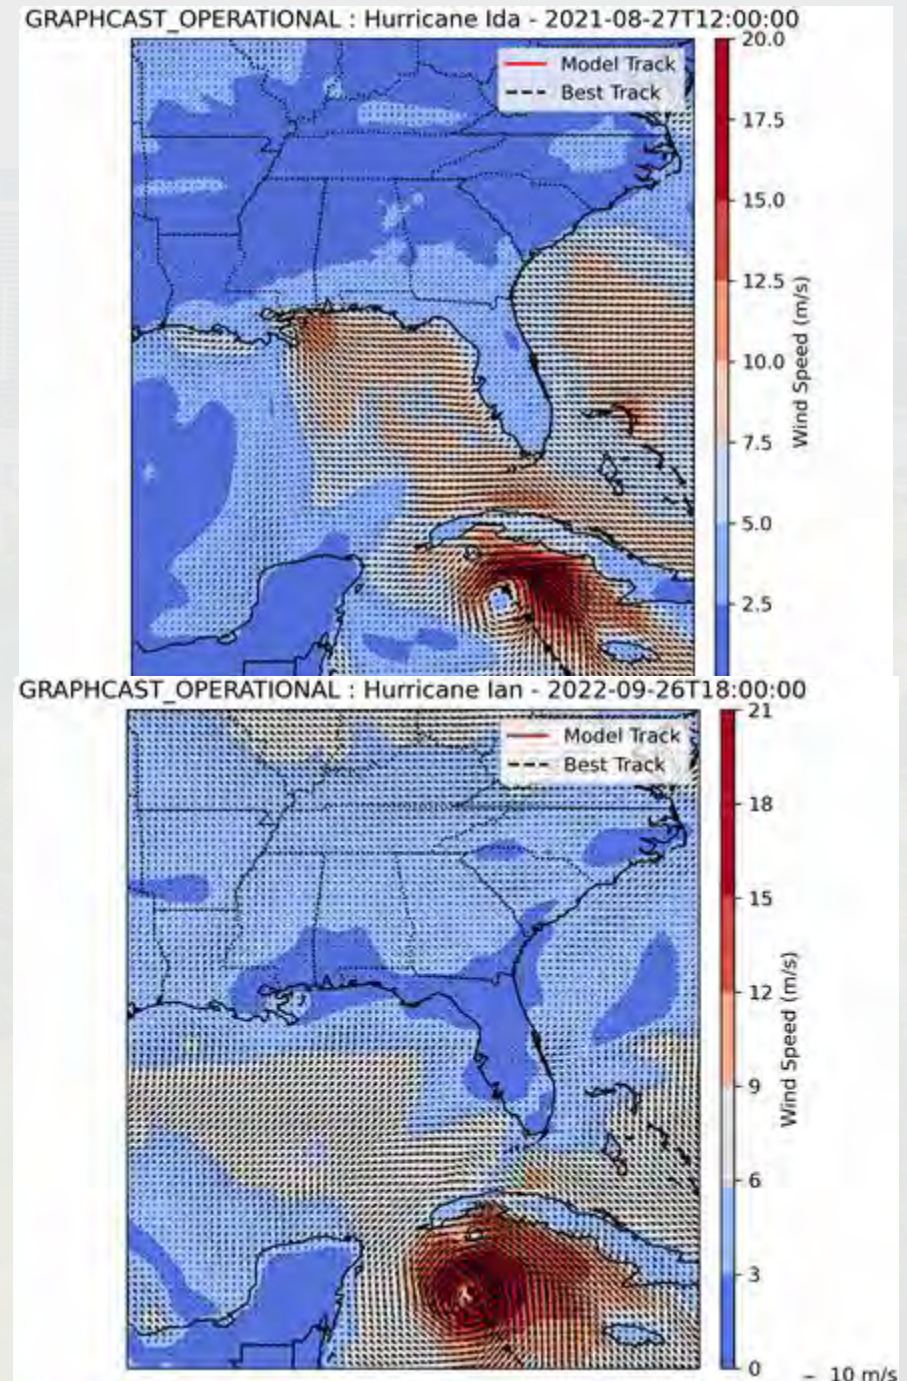 GRAPHCAST_OPERATIONAL : Hurricane Ida - 2021-08-27T12:00:00
Model Track
Best Track
20.0
17.5
15.0
12.5
10.0
7.5
5.0
2.5
Wind Speed (m/s)
GRAPHCAST_OPERATIONAL : Hurricane Ian - 2022-09-26T18:00:00
Model Track
Best Track
21
18
15
12
9
6
3
0
Wind Speed (m/s)
10 m/s